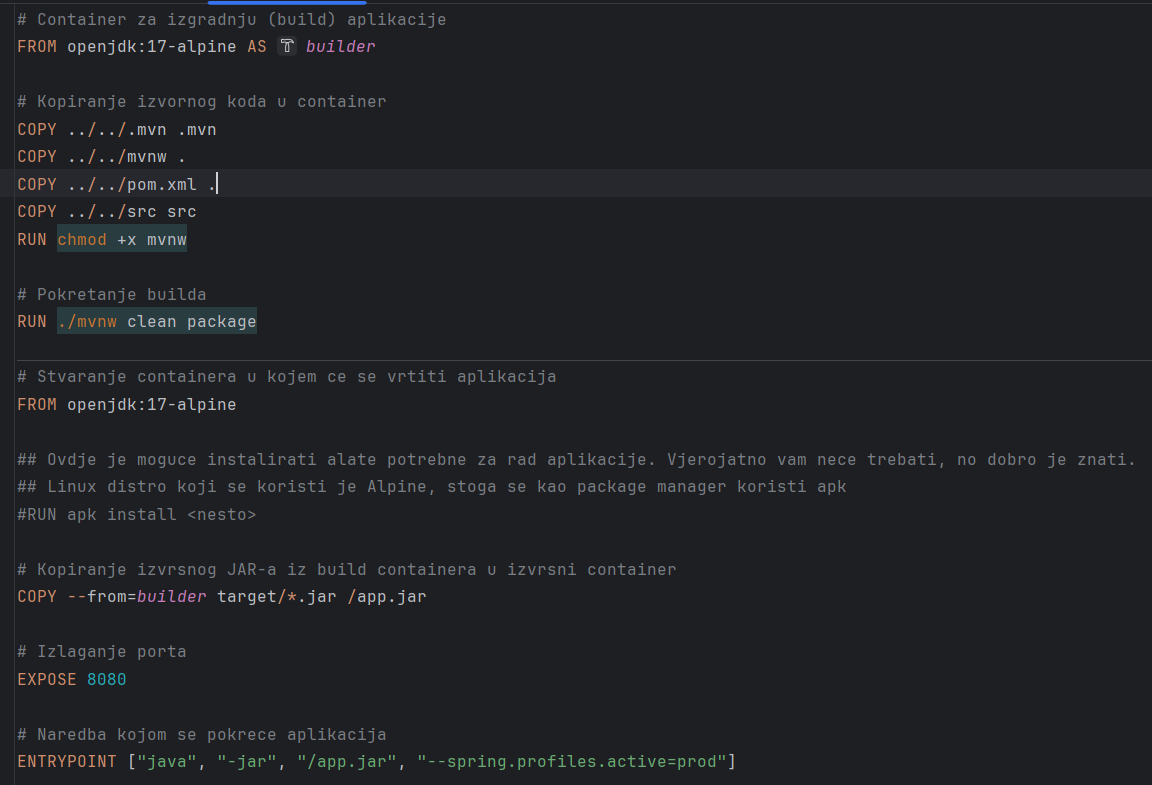 # Container za izgradnju (build) aplikacije
FROM openjdk:17-alpine AS builder
# Kopiranje izvornog koda u container
COPY ../../.mvn .mvn
COPY ../../mvnw .
COPY ../../pom.xml .
COPY ../../src src
RUN chmod +x mvnw
# Pokretanje builda
RUN ./mvnw clean package
# Stvaranje containera u kojem ce se vrtiti aplikacija
FROM openjdk:17-alpine
## Ovdje je moguce instalirati alate potrebne za rad aplikacije. Vjerojatno vam nece trebati, no dobro je znati.
## Linux distro koji se koristi je Alpine, stoga se kao package manager koristi apk
#RUN apk install <nesto>
# Kopiranje izvrsnog JAR-a iz build containera u izvrsni container
COPY --from=builder target/*.jar /app.jar
# Izlaganje porta
EXPOSE 8080
# Naredba kojom se pokrece aplikacija
ENTRYPOINT ["java", "-jar", "/app.jar", "--spring.profiles.active=prod"]